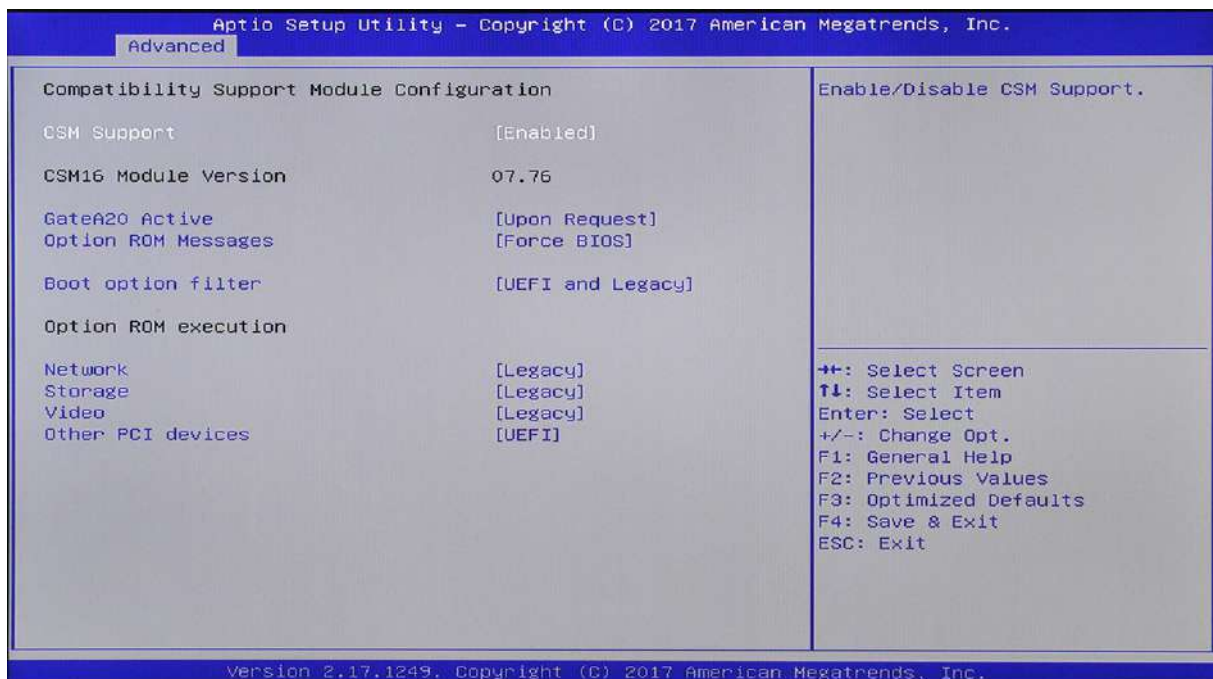 Aptio Setup Utility – Copyright (C) 2017 American Megatrends, Inc.
Advanced
Compatibility Support Module Configuration
CSM Support [Enabled]
CSM16 Module Version 07.76
GateA20 Active [Upon Request]
Option ROM Messages [Force BIOS]
Boot option filter [UEFI and Legacy]
Option ROM execution
Network [Legacy]
Storage [Legacy]
Video [Legacy]
Other PCI devices [UEFI]
Enable/Disable CSM Support.
→←: Select Screen
↑↓: Select Item
Enter: Select
+/-: Change Opt.
F1: General Help
F2: Previous Values
F3: Optimized Defaults
F4: Save & Exit
ESC: Exit
Version 2.17.1249. Copyright (C) 2017 American Megatrends, Inc.